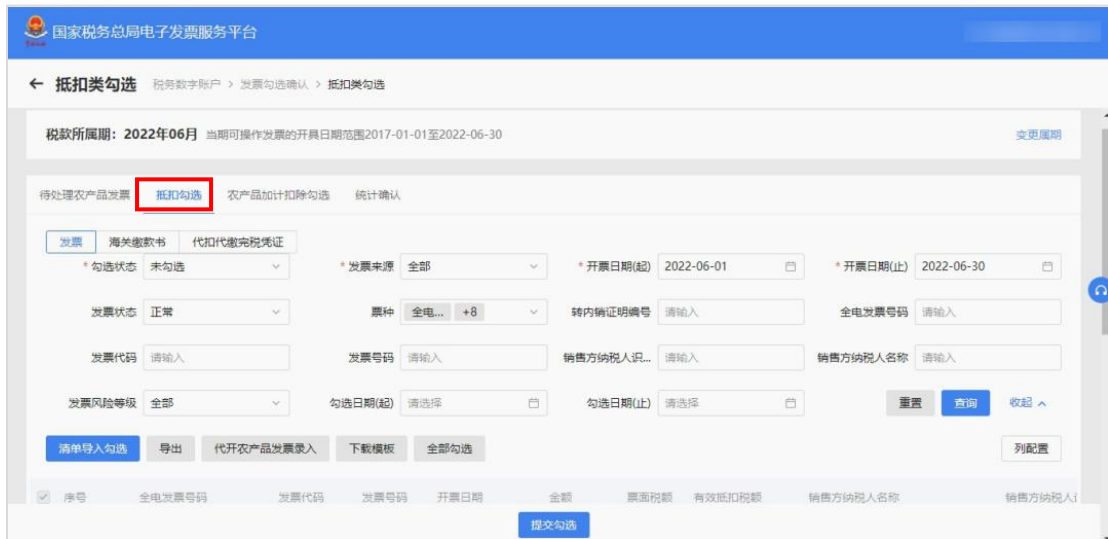 国家税务总局电子发票服务平台
← 抵扣类勾选 税务数字账户 > 发票勾选确认 > 抵扣类勾选
税款所属期：2022年06月 当期可操作发票的开具日期范围2017-01-01至2022-06-30 变更属期
待处理农产品发票 抵扣勾选 农产品加计扣除勾选 统计确认
发票 海关缴款书 代扣代缴完税凭证
* 勾选状态 未勾选 * 发票来源 全部 * 开票日期(起) 2022-06-01 * 开票日期(止) 2022-06-30
发票状态 正常 票种 全电... +8 转内销证明编号 请输入 全电发票号码 请输入
发票代码 请输入 发票号码 请输入 销售方纳税人识... 请输入 销售方纳税人名称 请输入
发票风险等级 全部 勾选日期(起) 请选择 勾选日期(止) 请选择 重置 查询 收起
清单导入勾选 导出 代开农产品发票录入 下载模板 全部勾选 列配置
序号 全电发票号码 发票代码 发票号码 开票日期 金额 票面税额 有效抵扣税额 销售方纳税人名称 销售方纳税人
提交勾选